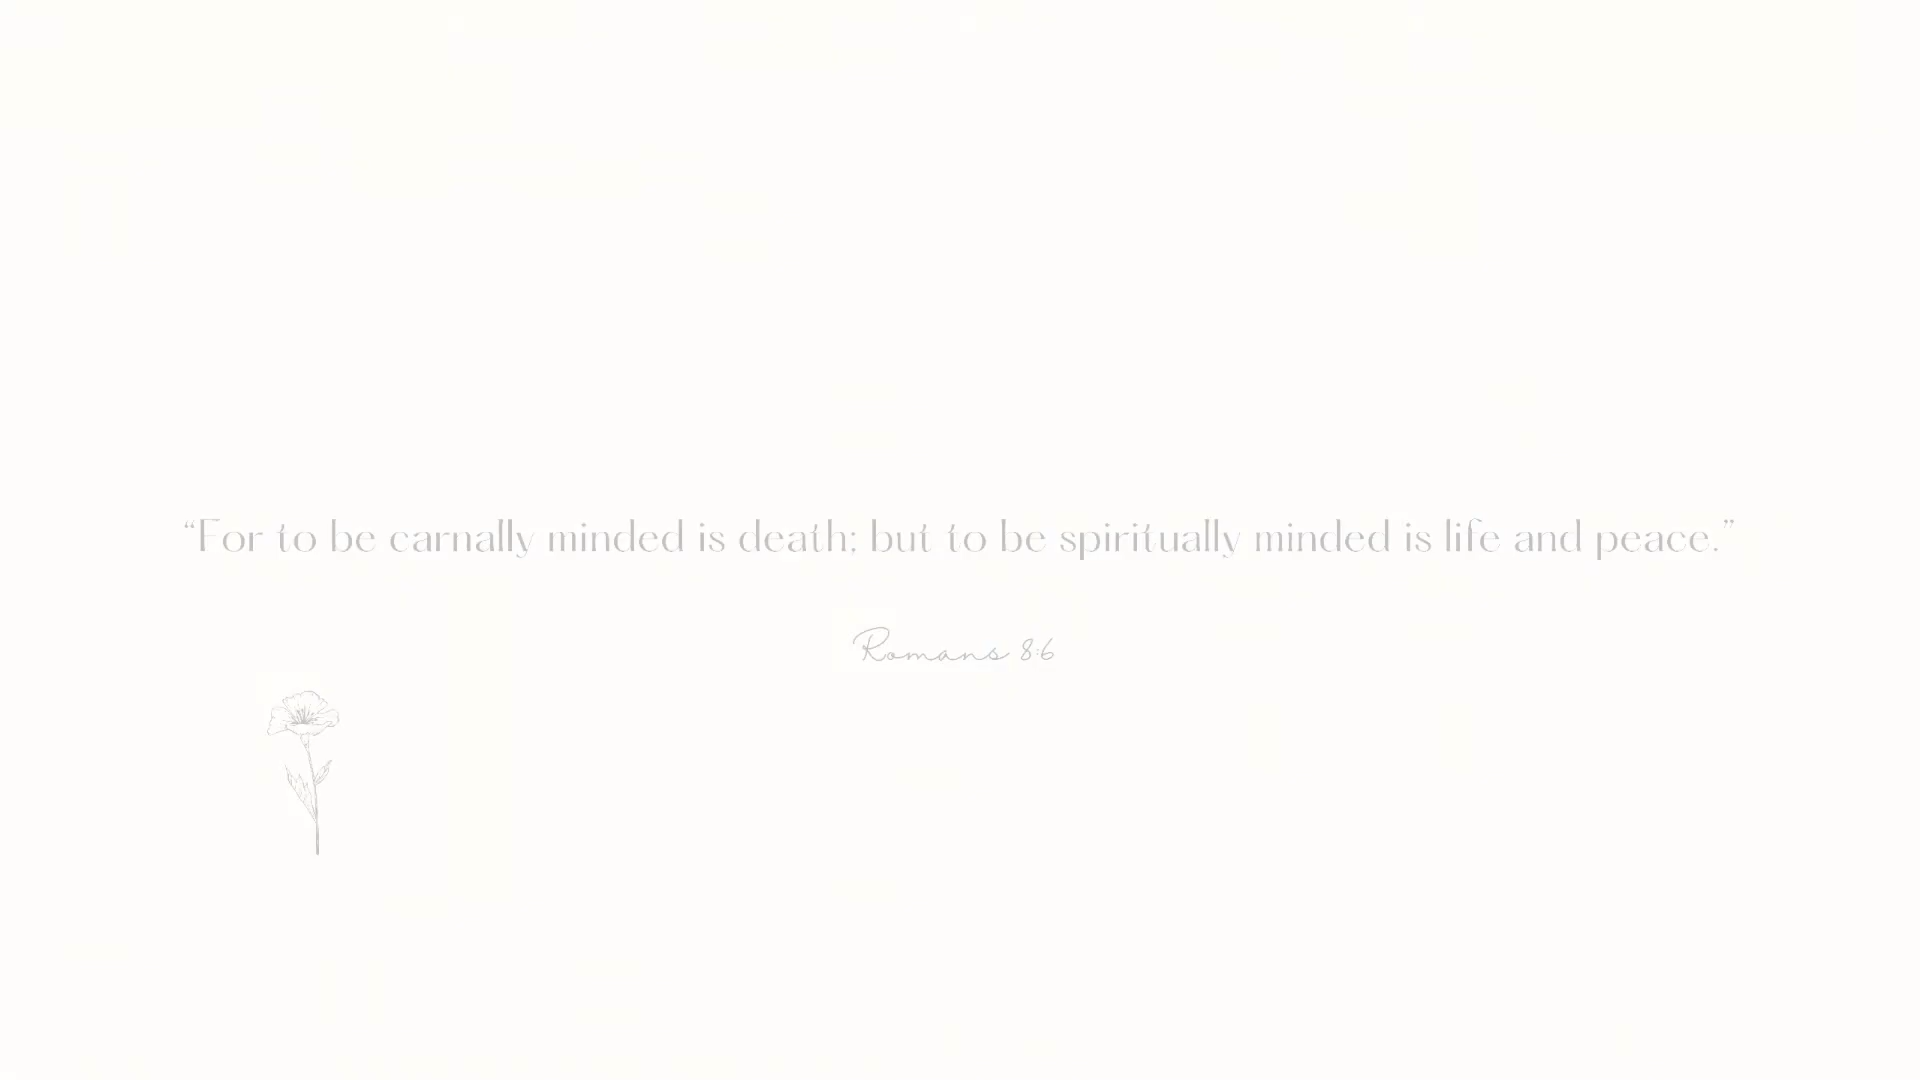 “For to be carnally minded is death; but to be spiritually minded is life and peace.”
Romans 8:6